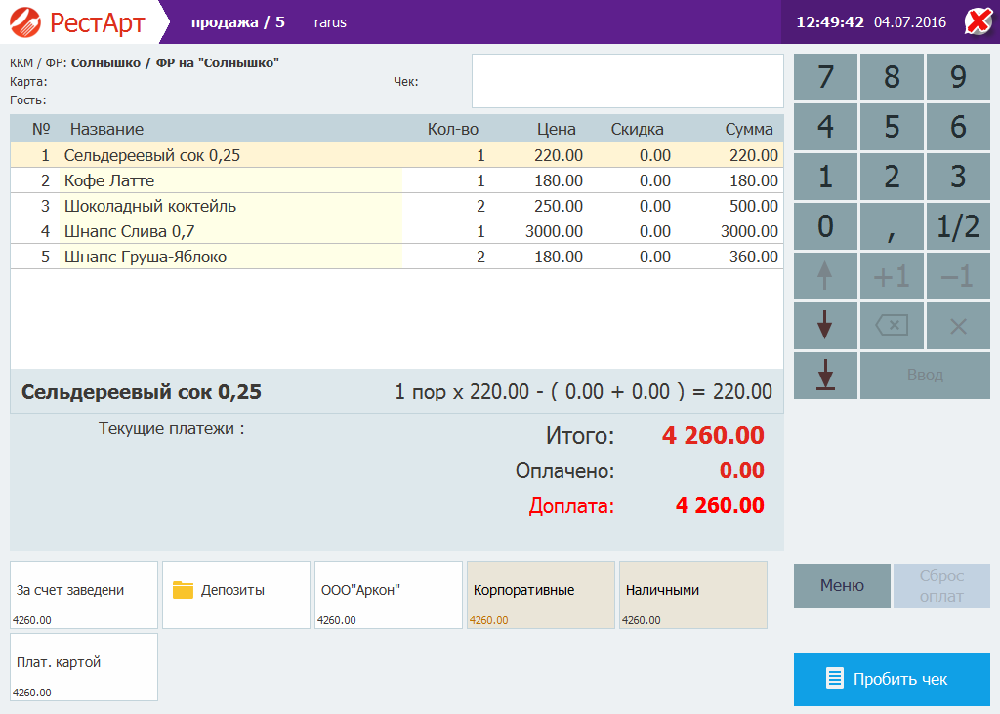 РестАрт продажа / 5 rarus 12:49:42 04.07.2016
ККМ / ФР: Солнышко / ФР на "Солнышко"
Карта: Чек:
Гость:
№ Название Кол-во Цена Скидка Сумма
1 Сельдереевый сок 0,25 1 220.00 0.00 220.00
2 Кофе Латте 1 180.00 0.00 180.00
3 Шоколадный коктейль 2 250.00 0.00 500.00
4 Шнапс Слива 0,7 1 3000.00 0.00 3000.00
5 Шнапс Груша-Яблоко 2 180.00 0.00 360.00
Сельдереевый сок 0,25 1 пор x 220.00 - ( 0.00 + 0.00 ) = 220.00
Текущие платежи :
Итого: 4 260.00
Оплачено: 0.00
Доплата: 4 260.00
7 8 9
4 5 6
1 2 3
0 , 1/2
+1 −1
Ввод
За счет заведени
4260.00
Депозиты
ООО"Аркон"
4260.00
Корпоративные
4260.00
Наличными
4260.00
Плат. картой
4260.00
Меню
Сброс
оплат
Пробить чек